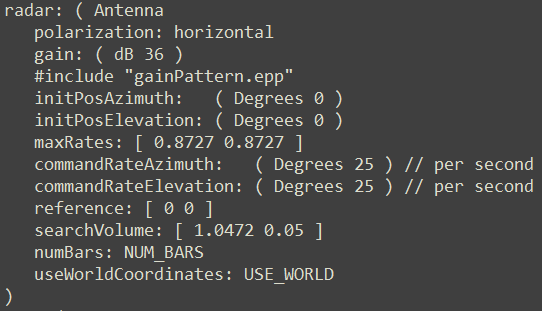 radar: ( Antenna
polarization: horizontal
gain: ( dB 36 )
#include "gainPattern.epp"
initPosAzimuth:   ( Degrees 0 )
initPosElevation: ( Degrees 0 )
maxRates: [ 0.8727 0.8727 ]
commandRateAzimuth:   ( Degrees 25 ) // per second
commandRateElevation: ( Degrees 25 ) // per second
reference: [ 0 0 ]
searchVolume: [ 1.0472 0.05 ]
numBars: NUM_BARS
useWorldCoordinates: USE_WORLD
)